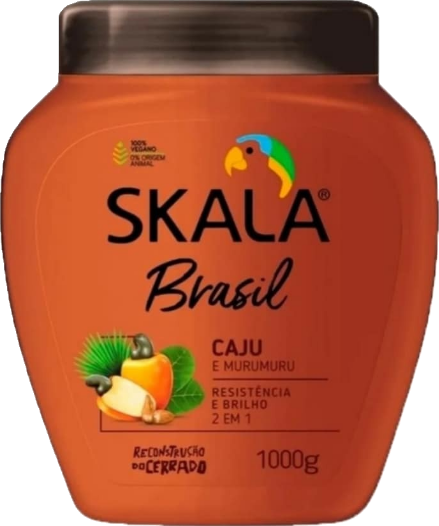 100%
VEGANO
0% ORIGEM
ANIMAL
SKALA®
Brasil
CAJU
E MURUMURU
RESISTÊNCIA
E BRILHO
2 EM 1
RECONSTRUÇÃO
DO CERRADO
1000g